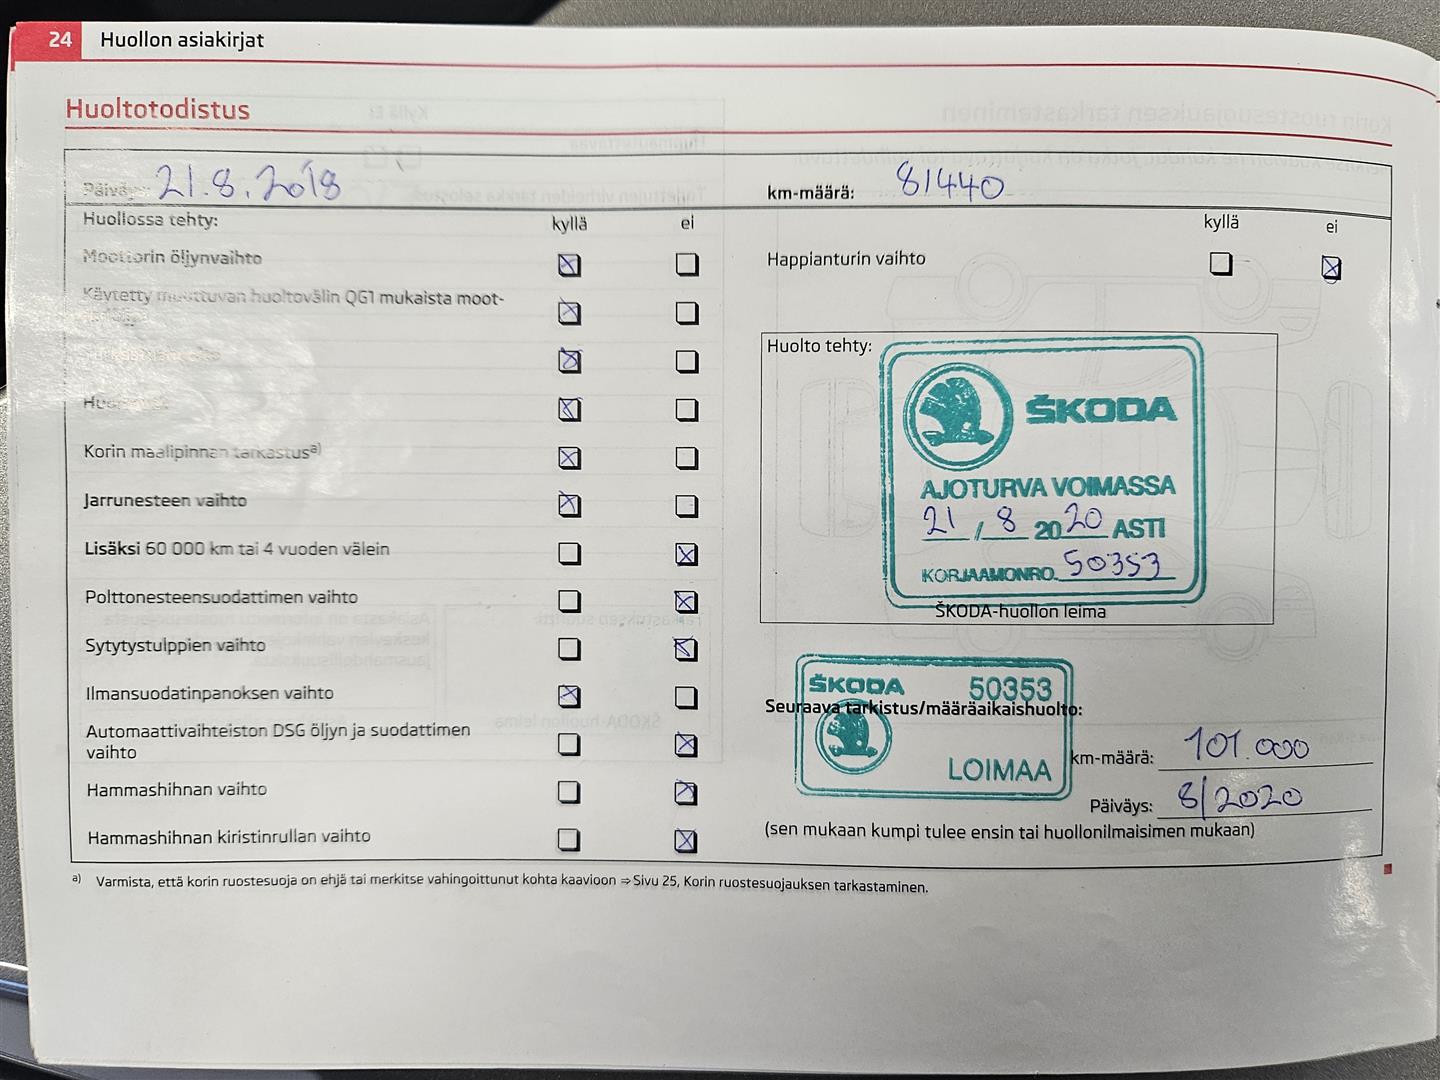 24 Huollon asiakirjat
Huoltotodistus
Päiväys: 21.8.2018
km-määrä: 81440
Huollossa tehty: kyllä ei
Moottorin öljynvaihto
Käytetty muuttuvan huoltovälin QG1 mukaista moot-
Korin maalipinnan tarkastus a)
Jarrunesteen vaihto
Lisäksi 60 000 km tai 4 vuoden välein
Polttonesteensuodattimen vaihto
Sytytystulppien vaihto
Ilmansuodatinpanoksen vaihto
Automaattivaihteiston DSG öljyn ja suodattimen
vaihto
Hammashihnan vaihto
Hammashihnan kiristinrullan vaihto
kyllä ei
Happianturin vaihto
Huolto tehty:
ŠKODA
AJOTURVA VOIMASSA
21 / 8 2020 ASTI
KORJAAMONRO. 50353
ŠKODA-huollon leima
ŠKODA 50353
Seuraava tarkistus/määräaikaishuolto:
LOIMAA
km-määrä: 101.000
Päiväys: 8/2020
(sen mukaan kumpi tulee ensin tai huollonilmaisimen mukaan)
a) Varmista, että korin ruostesuoja on ehjä tai merkitse vahingoittunut kohta kaavioon ⇒ Sivu 25, Korin ruostesuojauksen tarkastaminen.